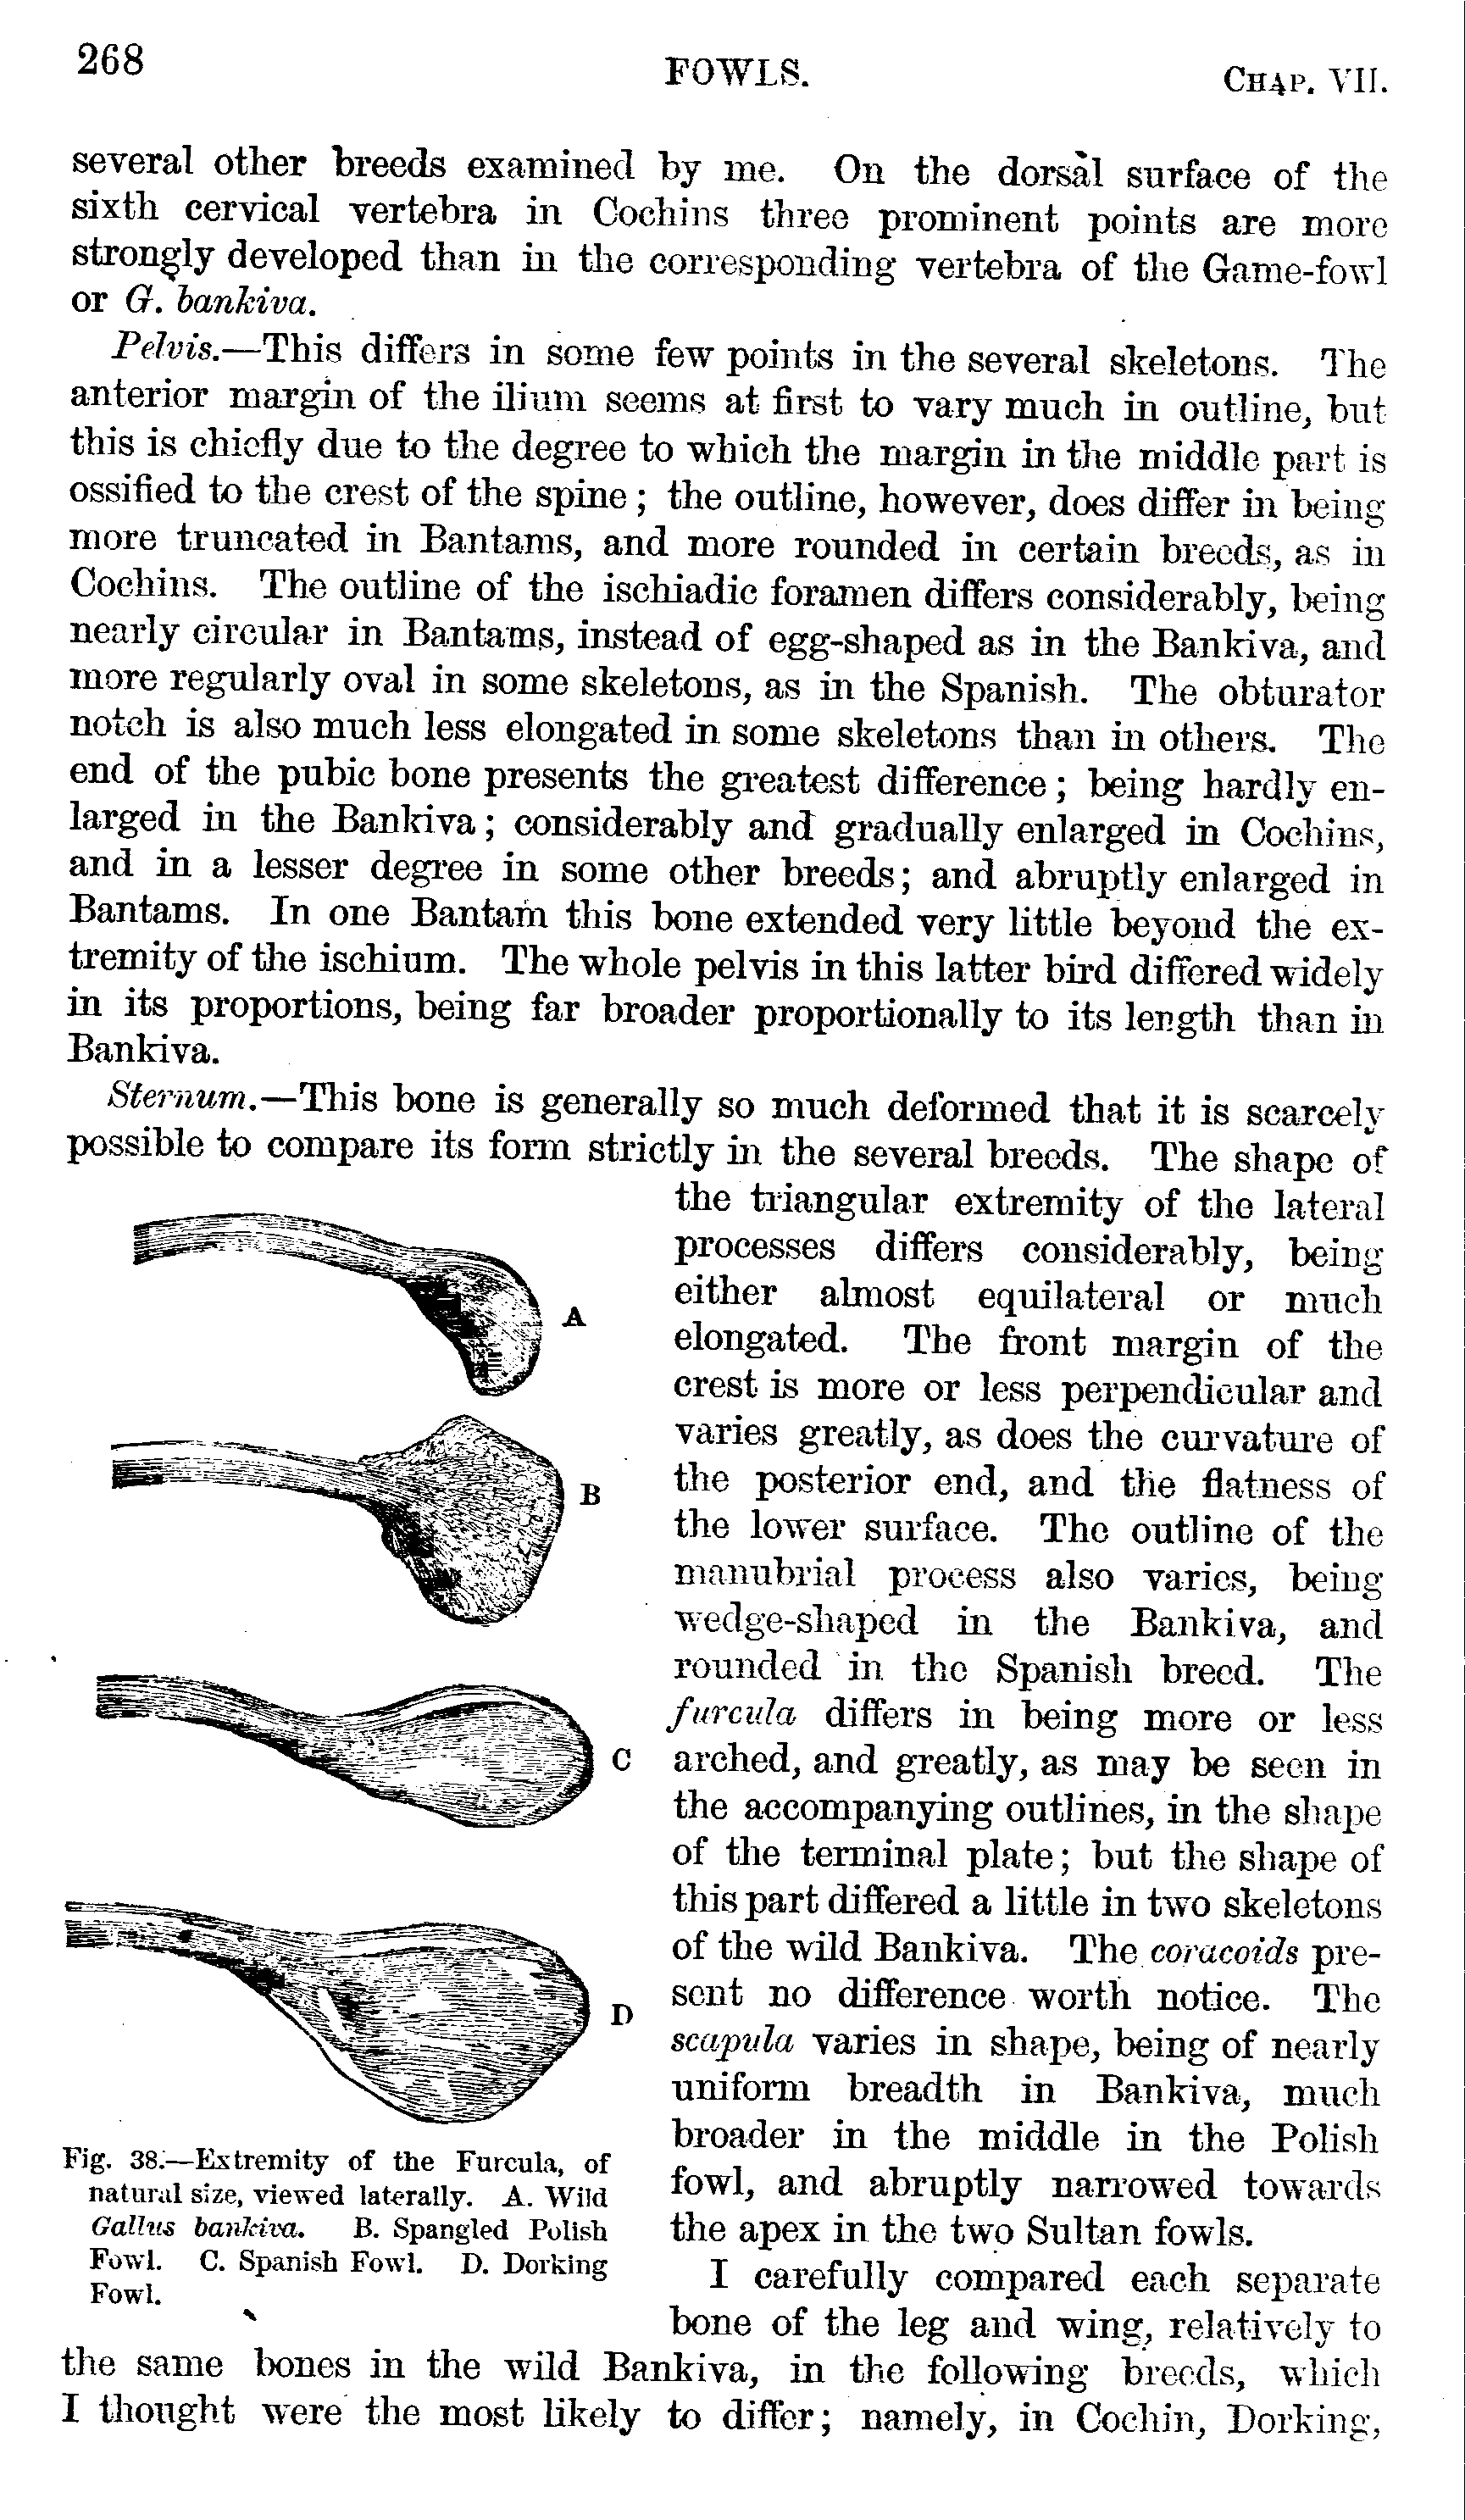 268
FOWLS.
CHAP. VII.
several other breeds examined by me. On the dorsal surface of the
sixth cervical vertebra in Cochins three prominent points are more
strongly developed than in the corresponding vertebra of the Game-fowl
or G. bankiva.
Pelvis.—This differs in some few points in the several skeletons. The
anterior margin of the ilium seems at first to vary much in outline, but
this is chiefly due to the degree to which the margin in the middle part is
ossified to the crest of the spine; the outline, however, does differ in being
more truncated in Bantams, and more rounded in certain breeds, as in
Cochins. The outline of the ischiadic foramen differs considerably, being
nearly circular in Bantams, instead of egg-shaped as in the Bankiva, and
more regularly oval in some skeletons, as in the Spanish. The obturator
notch is also much less elongated in some skeletons than in others. The
end of the pubic bone presents the greatest difference; being hardly en-
larged in the Bankiva; considerably and gradually enlarged in Cochins,
and in a lesser degree in some other breeds; and abruptly enlarged in
Bantams. In one Bantam this bone extended very little beyond the ex-
tremity of the ischium. The whole pelvis in this latter bird differed widely
in its proportions, being far broader proportionally to its length than in
Bankiva.
Sternum.—This bone is generally so much deformed that it is scarcely
possible to compare its form strictly in the several breeds. The shape of
the triangular extremity of the lateral
processes differs considerably, being
either almost equilateral or much
elongated. The front margin of the
crest is more or less perpendicular and
varies greatly, as does the curvature of
the posterior end, and the flatness of
the lower surface. The outline of the
manubrial process also varies, being
wedge-shaped in the Bankiva, and
rounded in the Spanish breed. The
furcula differs in being more or less
arched, and greatly, as may be seen in
the accompanying outlines, in the shape
of the terminal plate; but the shape of
this part differed a little in two skeletons
of the wild Bankiva. The coracoids pre-
sent no difference worth notice. The
scapula varies in shape, being of nearly
uniform breadth in Bankiva, much
broader in the middle in the Polish
fowl, and abruptly narrowed towards
the apex in the two Sultan fowls.
A
B
C
D
Fig. 38.—Extremity of the Furcula, of
natural size, viewed laterally. A. Wild
Gallus bankiva. B. Spangled Polish
Fowl. C. Spanish Fowl. D. Dorking
Fowl.
I carefully compared each separate
bone of the leg and wing, relatively to
the same bones in the wild Bankiva, in the following breeds, which
I thought were the most likely to differ; namely, in Cochin, Dorking,